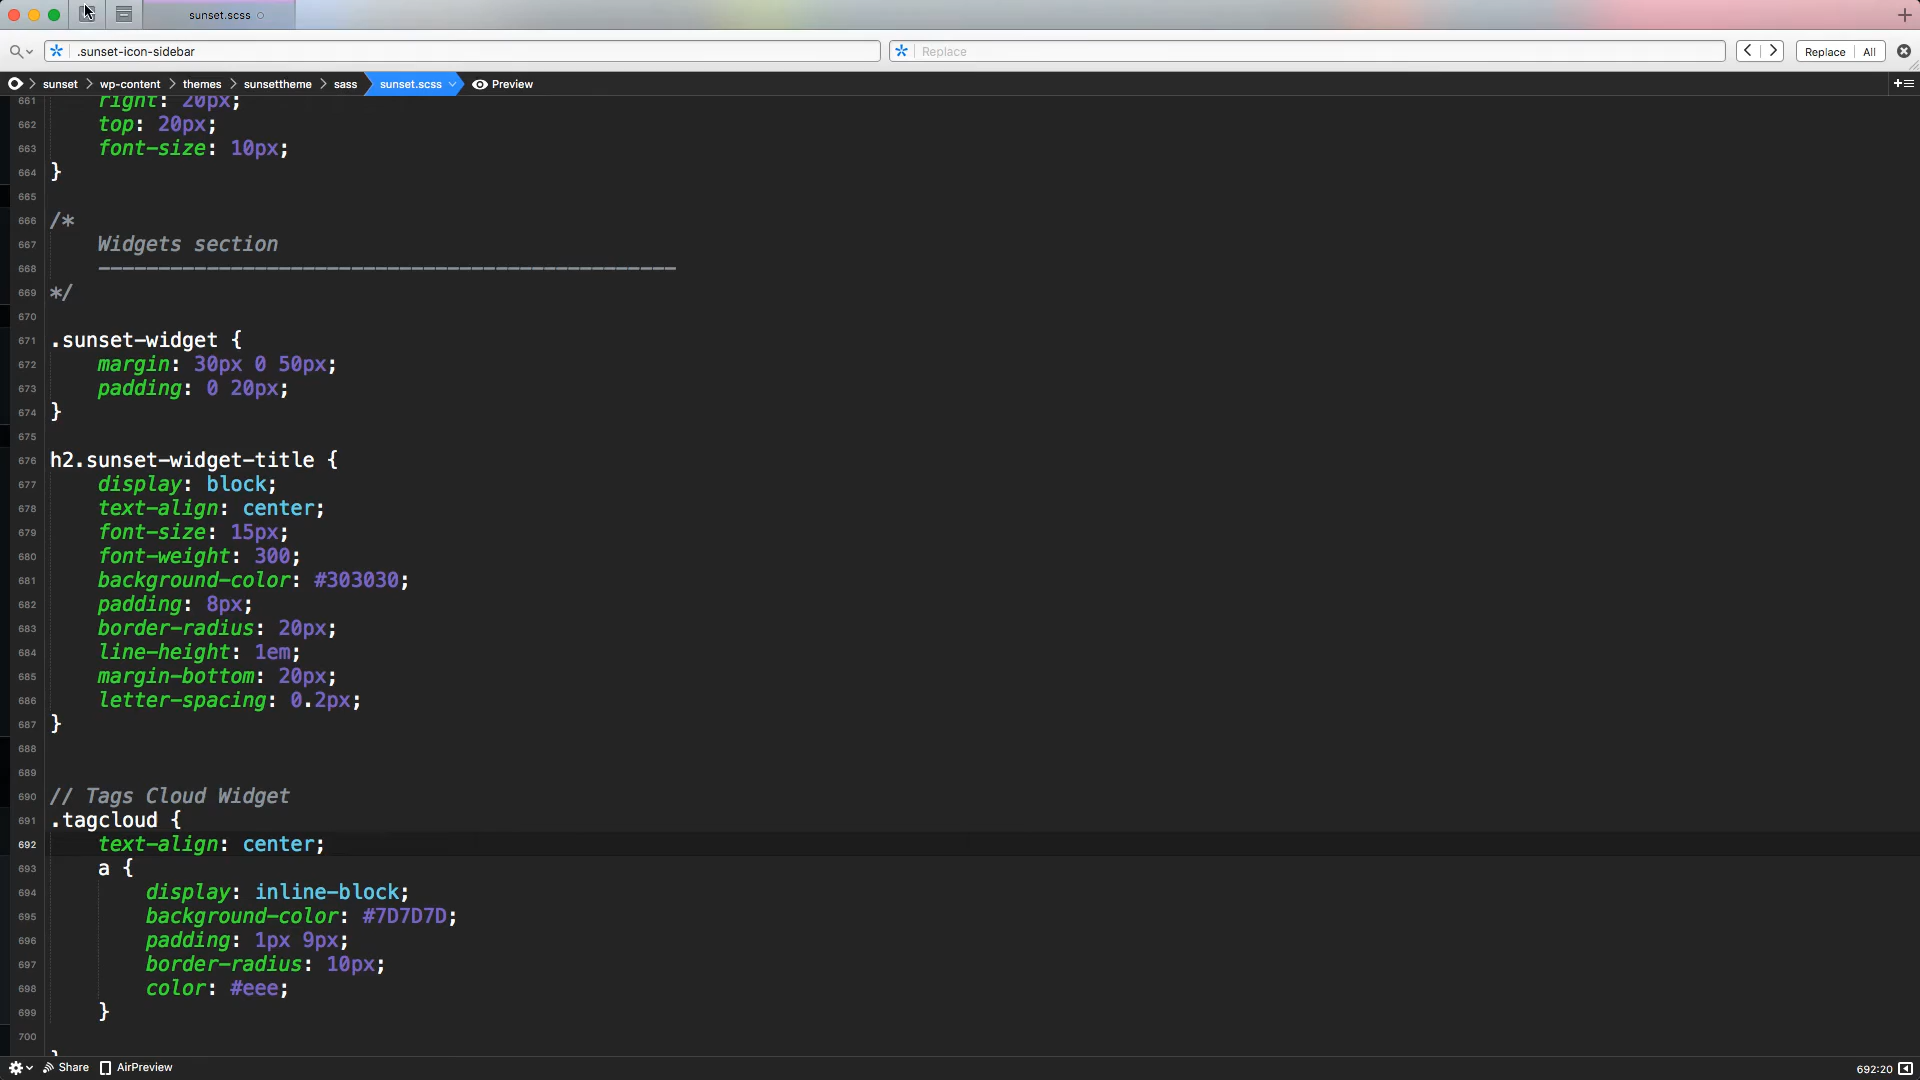 sunset.scss
.sunset-icon-sidebar
Replace
Replace All
sunset wp-content themes sunsettheme sass sunset.scss Preview
661 right: 20px;
662 top: 20px;
663 font-size: 10px;
664 }
665
666 /*
667 Widgets section
668 ------------------------------------------------
669 */
670
671 .sunset-widget {
672 margin: 30px 0 50px;
673 padding: 0 20px;
674 }
675
676 h2.sunset-widget-title {
677 display: block;
678 text-align: center;
679 font-size: 15px;
680 font-weight: 300;
681 background-color: #303030;
682 padding: 8px;
683 border-radius: 20px;
684 line-height: 1em;
685 margin-bottom: 20px;
686 letter-spacing: 0.2px;
687 }
688
689
690 // Tags Cloud Widget
691 .tagcloud {
692 text-align: center;
693 a {
694 display: inline-block;
695 background-color: #7D7D7D;
696 padding: 1px 9px;
697 border-radius: 10px;
698 color: #eee;
699 }
700
Share AirPreview 692:20